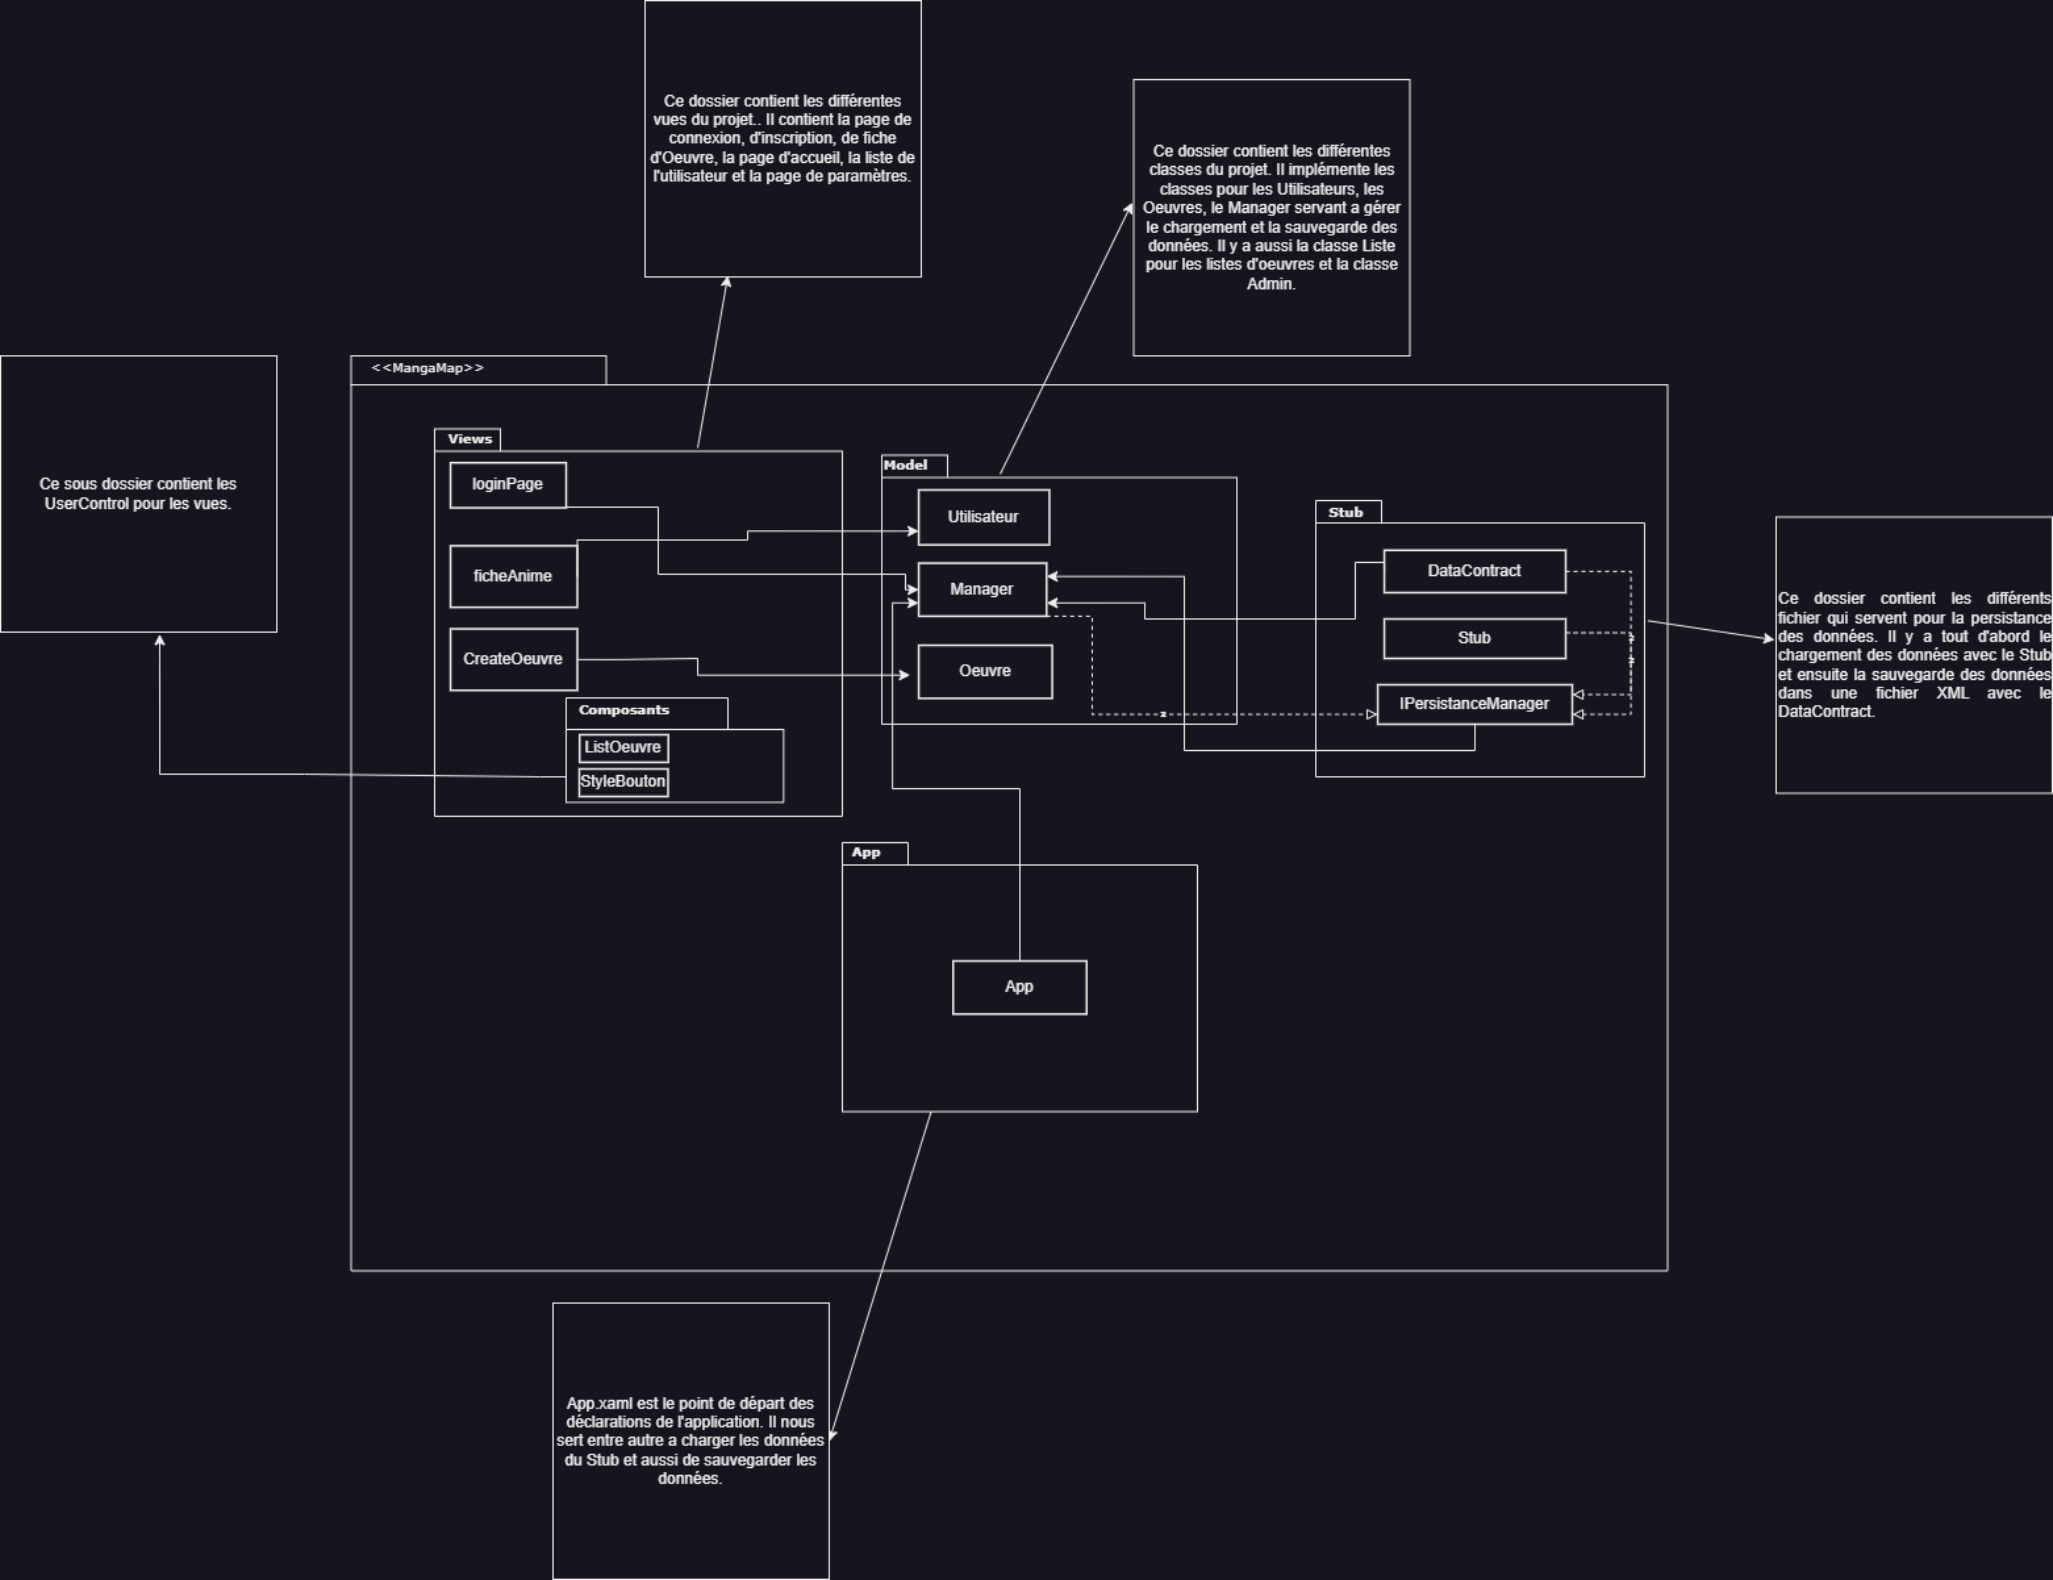 Ce dossier contient les différentes
vues du projet.. Il contient la page de
connexion, d'inscription, de fiche
d'Oeuvre, la page d'accueil, la liste de
l'utilisateur et la page de paramètres.
Ce dossier contient les différentes
classes du projet. Il implémente les
classes pour les Utilisateurs, les
Oeuvres, le Manager servant a gérer
le chargement et la sauvegarde des
données. Il y a aussi la classe Liste
pour les listes d'oeuvres et la classe
Admin.
Ce sous dossier contient les
UserControl pour les vues.
<<MangaMap>>
Views
loginPage
ficheAnime
CreateOeuvre
Composants
ListOeuvre
StyleBouton
Model
Utilisateur
Manager
Oeuvre
Stub
DataContract
Stub
IPersistanceManager
Ce dossier contient les différents
fichier qui servent pour la persistance
des données. Il y a tout d'abord le
chargement des données avec le Stub
et ensuite la sauvegarde des données
dans une fichier XML avec le
DataContract.
App
App
App.xaml est le point de départ des
déclarations de l'application. Il nous
sert entre autre a charger les données
du Stub et aussi de sauvegarder les
données.